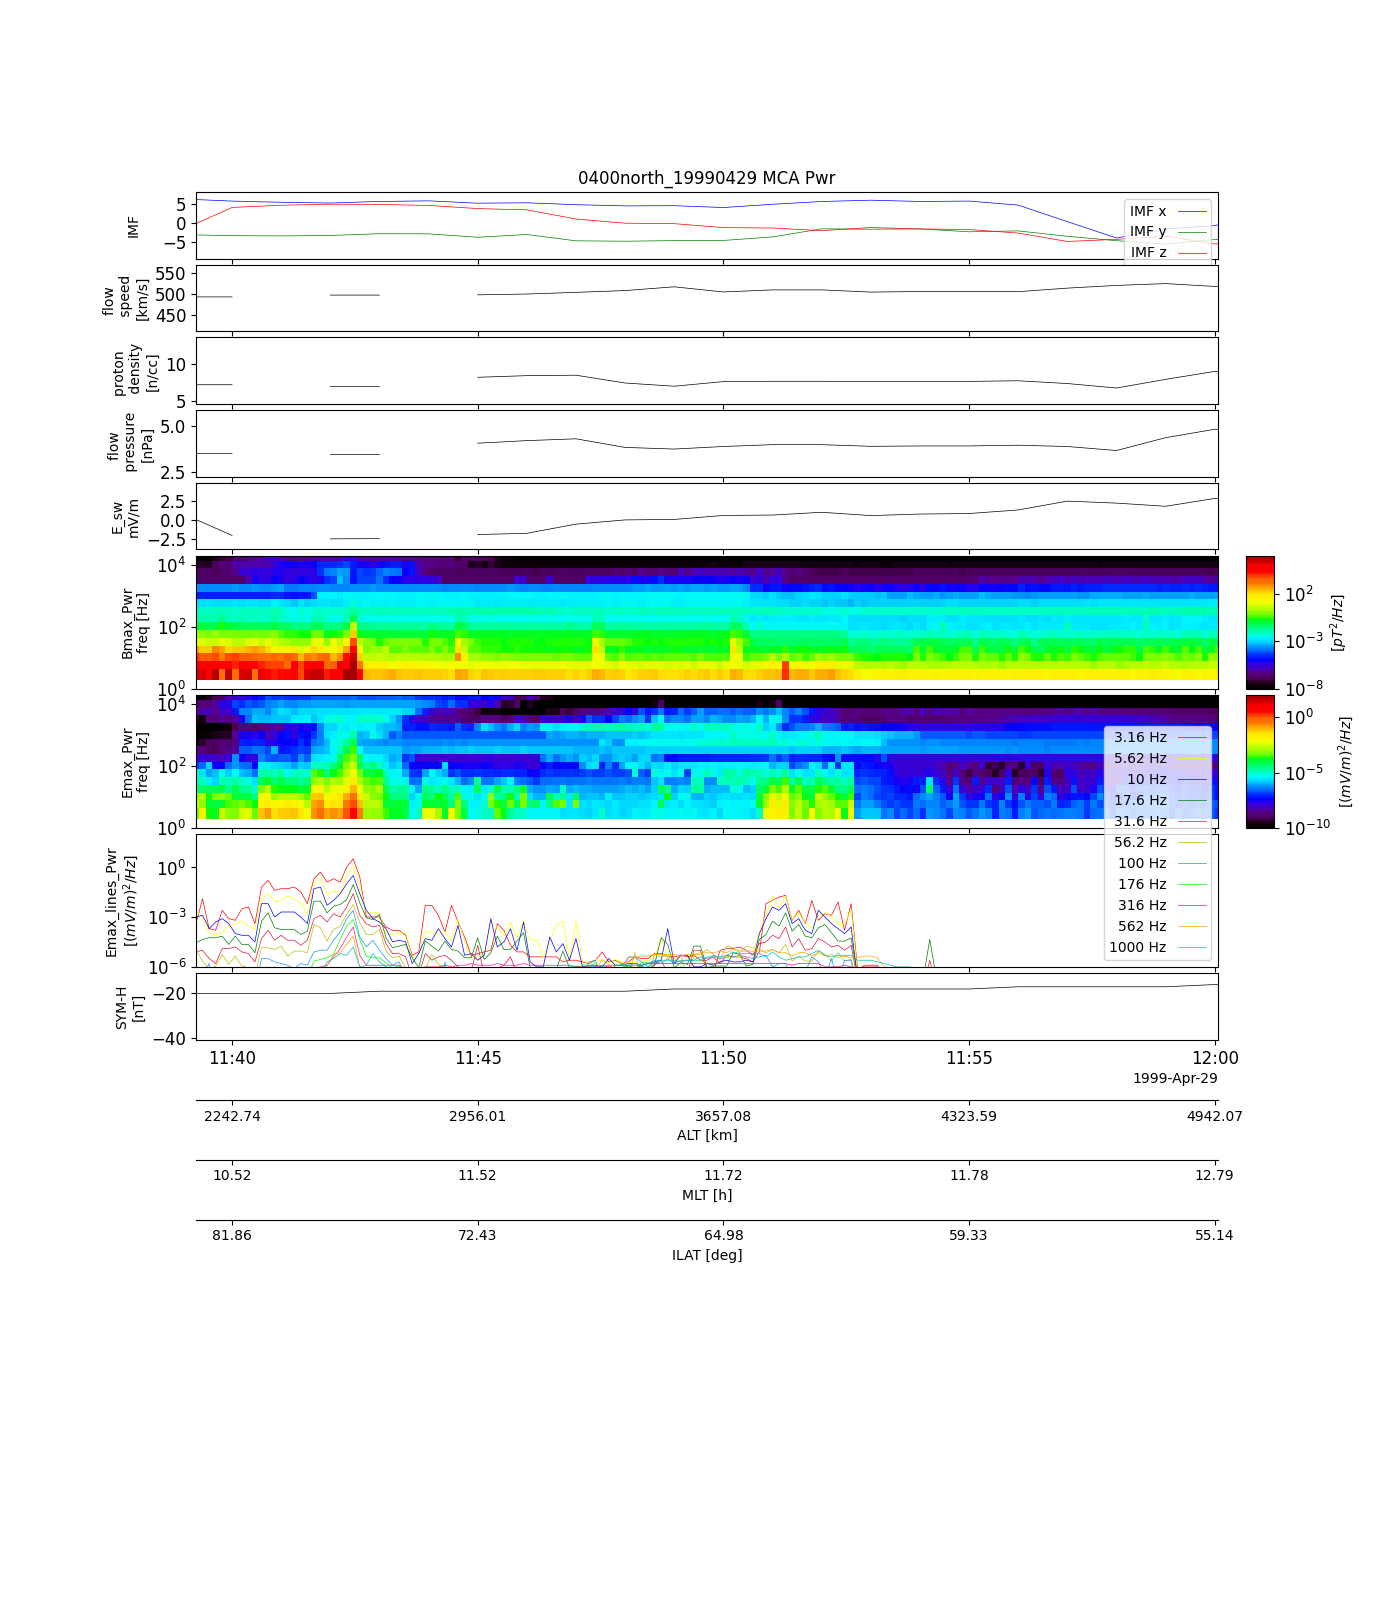 0400north_19990429 MCA Pwr
5
0
−5
IMF
IMF x
IMF y
IMF z
550
500
450
flow
speed
[km/s]
10
5
proton
density
[n/cc]
5.0
2.5
flow
pressure
[nPa]
2.5
0.0
−2.5
E_sw
mV/m
10^4
10^2
10^0
Bmax_Pwr
freq [Hz]
10^2
10^−3
10^−8
[pT^2/Hz]
10^4
10^2
10^0
Emax_Pwr
freq [Hz]
10^0
10^−5
10^−10
[(mV/m)^2/Hz]
3.16 Hz
5.62 Hz
10 Hz
17.6 Hz
31.6 Hz
56.2 Hz
100 Hz
176 Hz
316 Hz
562 Hz
1000 Hz
10^0
10^−3
10^−6
Emax_lines_Pwr
[(mV/m)^2/Hz]
−20
−40
SYM-H
[nT]
11:40 11:45 11:50 11:55 12:00
1999-Apr-29
2242.74 2956.01 3657.08 4323.59 4942.07
ALT [km]
10.52 11.52 11.72 11.78 12.79
MLT [h]
81.86 72.43 64.98 59.33 55.14
ILAT [deg]